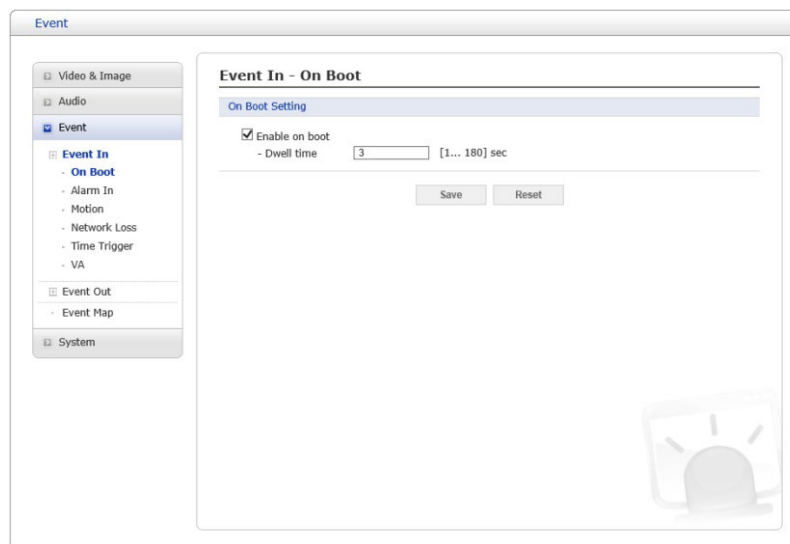 Event
Video & Image
Audio
Event
Event In
- On Boot
- Alarm In
- Motion
- Network Loss
- Time Trigger
- VA
Event Out
Event Map
System
Event In - On Boot
On Boot Setting
Enable on boot
- Dwell time 3 [1... 180] sec
Save Reset